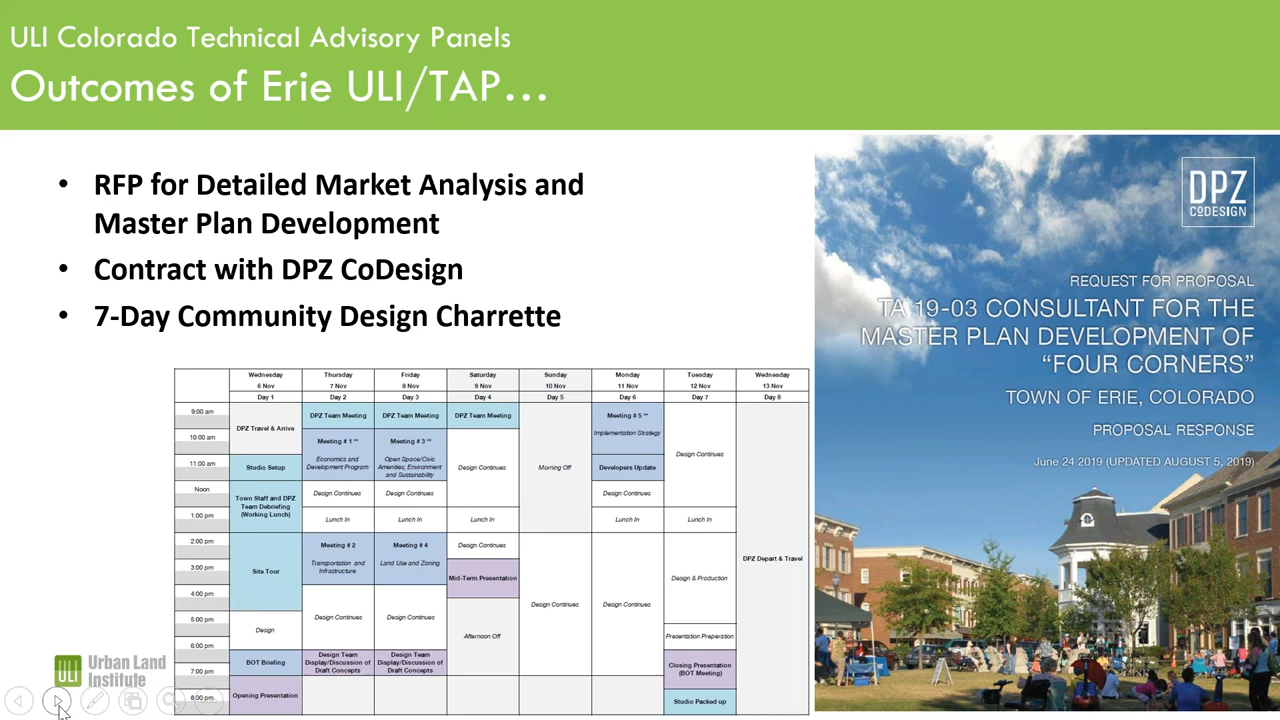 ULI Colorado Technical Advisory Panels
Outcomes of Erie ULI/TAP…
• RFP for Detailed Market Analysis and
Master Plan Development
• Contract with DPZ CoDesign
• 7-Day Community Design Charrette
DPZ
CODESIGN
REQUEST FOR PROPOSAL
TA 19-03 CONSULTANT FOR THE
MASTER PLAN DEVELOPMENT OF
“FOUR CORNERS”
TOWN OF ERIE, COLORADO
PROPOSAL RESPONSE
June 24 2019 (UPDATED AUGUST 5, 2019)
Wednesday Thursday Friday Saturday Sunday Monday Tuesday Wednesday
6 Nov 7 Nov 8 Nov 9 Nov 10 Nov 11 Nov 12 Nov 13 Nov
Day 1 Day 2 Day 3 Day 4 Day 5 Day 6 Day 7 Day 8
9:00 am
10:00 am
11:00 am
Noon
1:00 pm
2:00 pm
3:00 pm
4:00 pm
5:00 pm
6:00 pm
7:00 pm
8:00 pm
DPZ Travel & Arrive
Studio Setup
Town Staff and DPZ
Team Debriefing
(Working Lunch)
Site Tour
Design
BOT Briefing
Opening Presentation
DPZ Team Meeting
Meeting # 1 **
Economics and
Development Program
Design Continues
Lunch In
Meeting # 2
Transportation and
Infrastructure
Design Continues
Design Team
Display/Discussion of
Draft Concepts
DPZ Team Meeting
Meeting # 3 **
Open Space/Civic
Amenities; Environment
and Sustainability
Design Continues
Lunch In
Meeting # 4
Land Use and Zoning
Design Continues
Design Team
Display/Discussion of
Draft Concepts
DPZ Team Meeting
Design Continues
Lunch In
Design Continues
Mid-Term Presentation
Afternoon Off
Morning Off
Design Continues
Meeting # 5 **
Implementation Strategy
Developers Update
Design Continues
Lunch In
Design Continues
Design Continues
Lunch In
Design & Production
Presentation Preperation
Closing Presentation
(BOT Meeting)
Studio Packed up
DPZ Depart & Travel
ULI
Urban Land
Institute